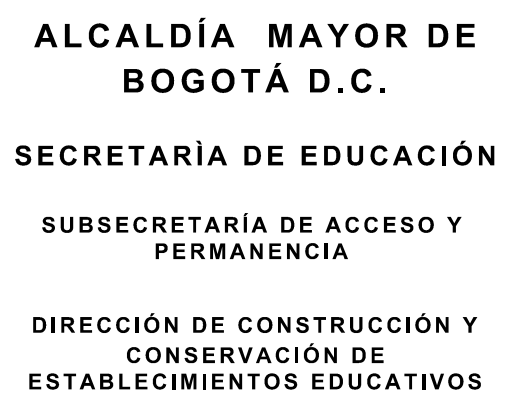 ALCALDÍA MAYOR DE
BOGOTÁ D.C.
SECRETARÌA DE EDUCACIÓN
SUBSECRETARÍA DE ACCESO Y
PERMANENCIA
DIRECCIÓN DE CONSTRUCCIÓN Y
CONSERVACIÓN DE
ESTABLECIMIENTOS EDUCATIVOS